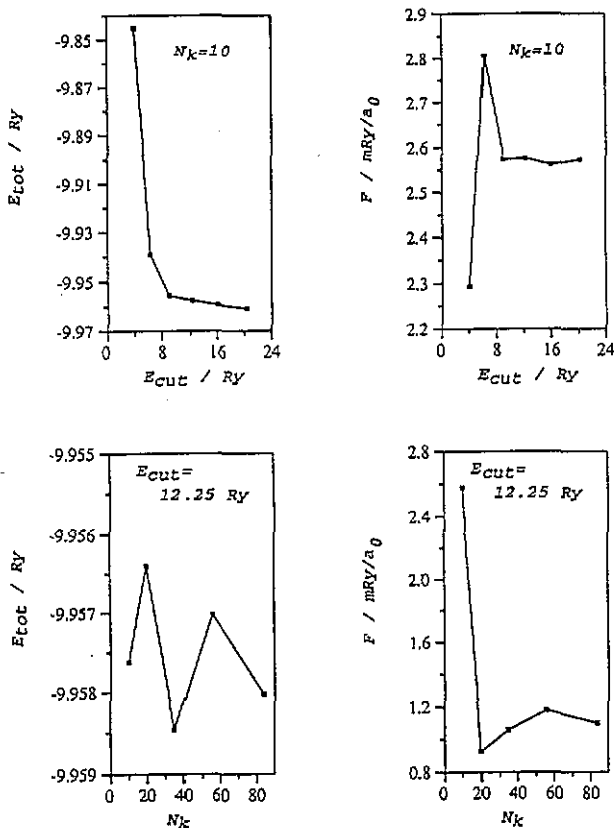 -9.85
-9.87
-9.89
-9.91
-9.93
-9.95
-9.97
Etot / Ry
Nk=10
0 8 16 24
Ecut / Ry
3.0
2.9
2.8
2.7
2.6
2.5
2.4
2.3
2.2
F / mRy/a0
Nk=10
0 8 16 24
Ecut / Ry
-9.955
-9.956
-9.957
-9.958
-9.959
Etot / Ry
Ecut=
12.25 Ry
0 20 40 60 80
Nk
2.8
2.4
2.0
1.6
1.2
0.8
F / mRy/a0
Ecut=
12.25 Ry
0 20 40 60 80
Nk